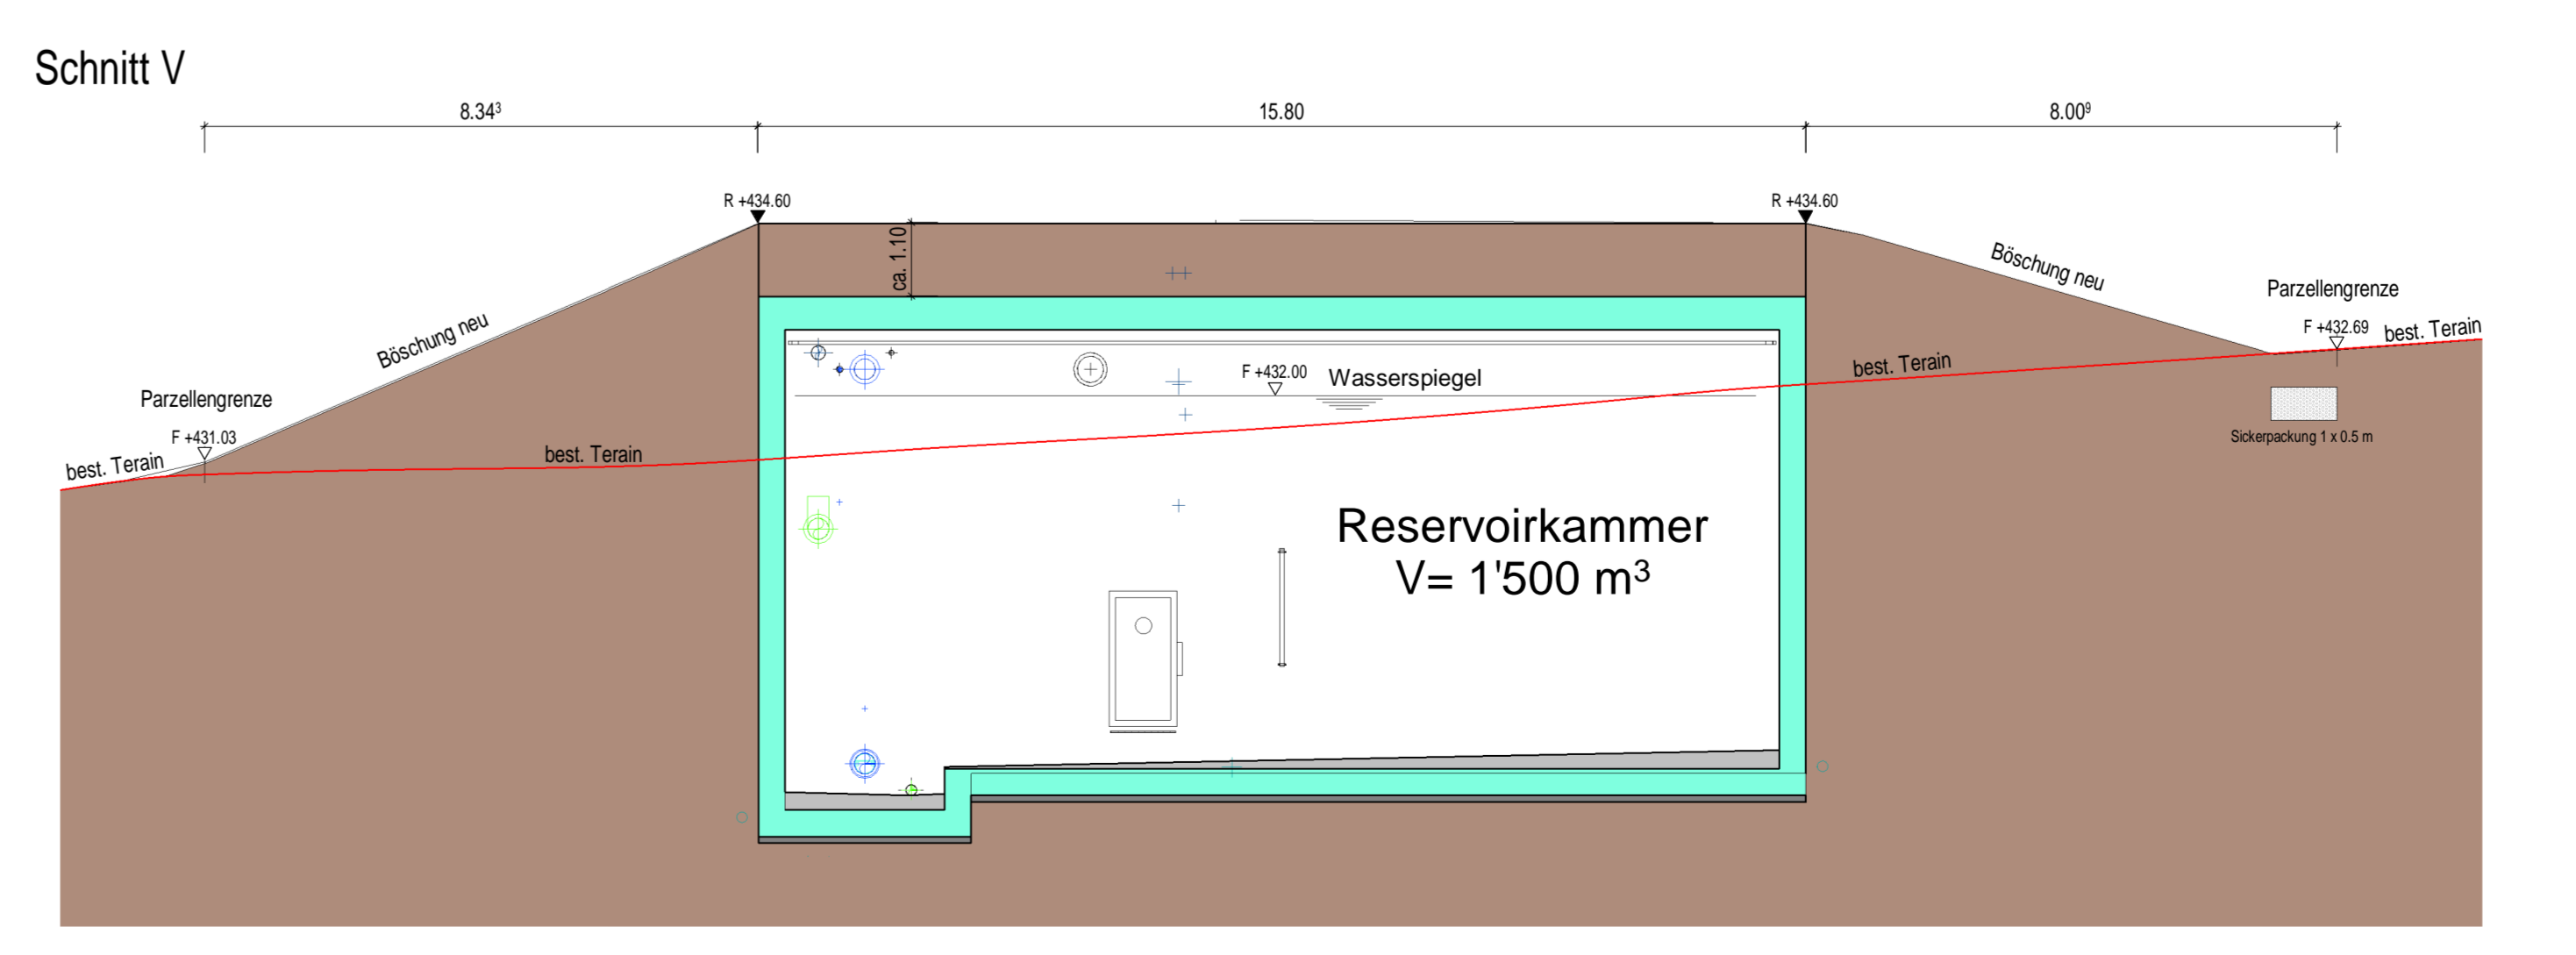 Schnitt V
8.34³
15.80
8.00⁹
R +434.60
R +434.60
ca. 1.10
Böschung neu
Böschung neu
Parzellengrenze
F +432.69
best. Terain
best. Terain
F +432.00
Wasserspiegel
Parzellengrenze
F +431.03
best. Terain
best. Terain
Sickerpackung 1 x 0.5 m
Reservoirkammer
V= 1'500 m³